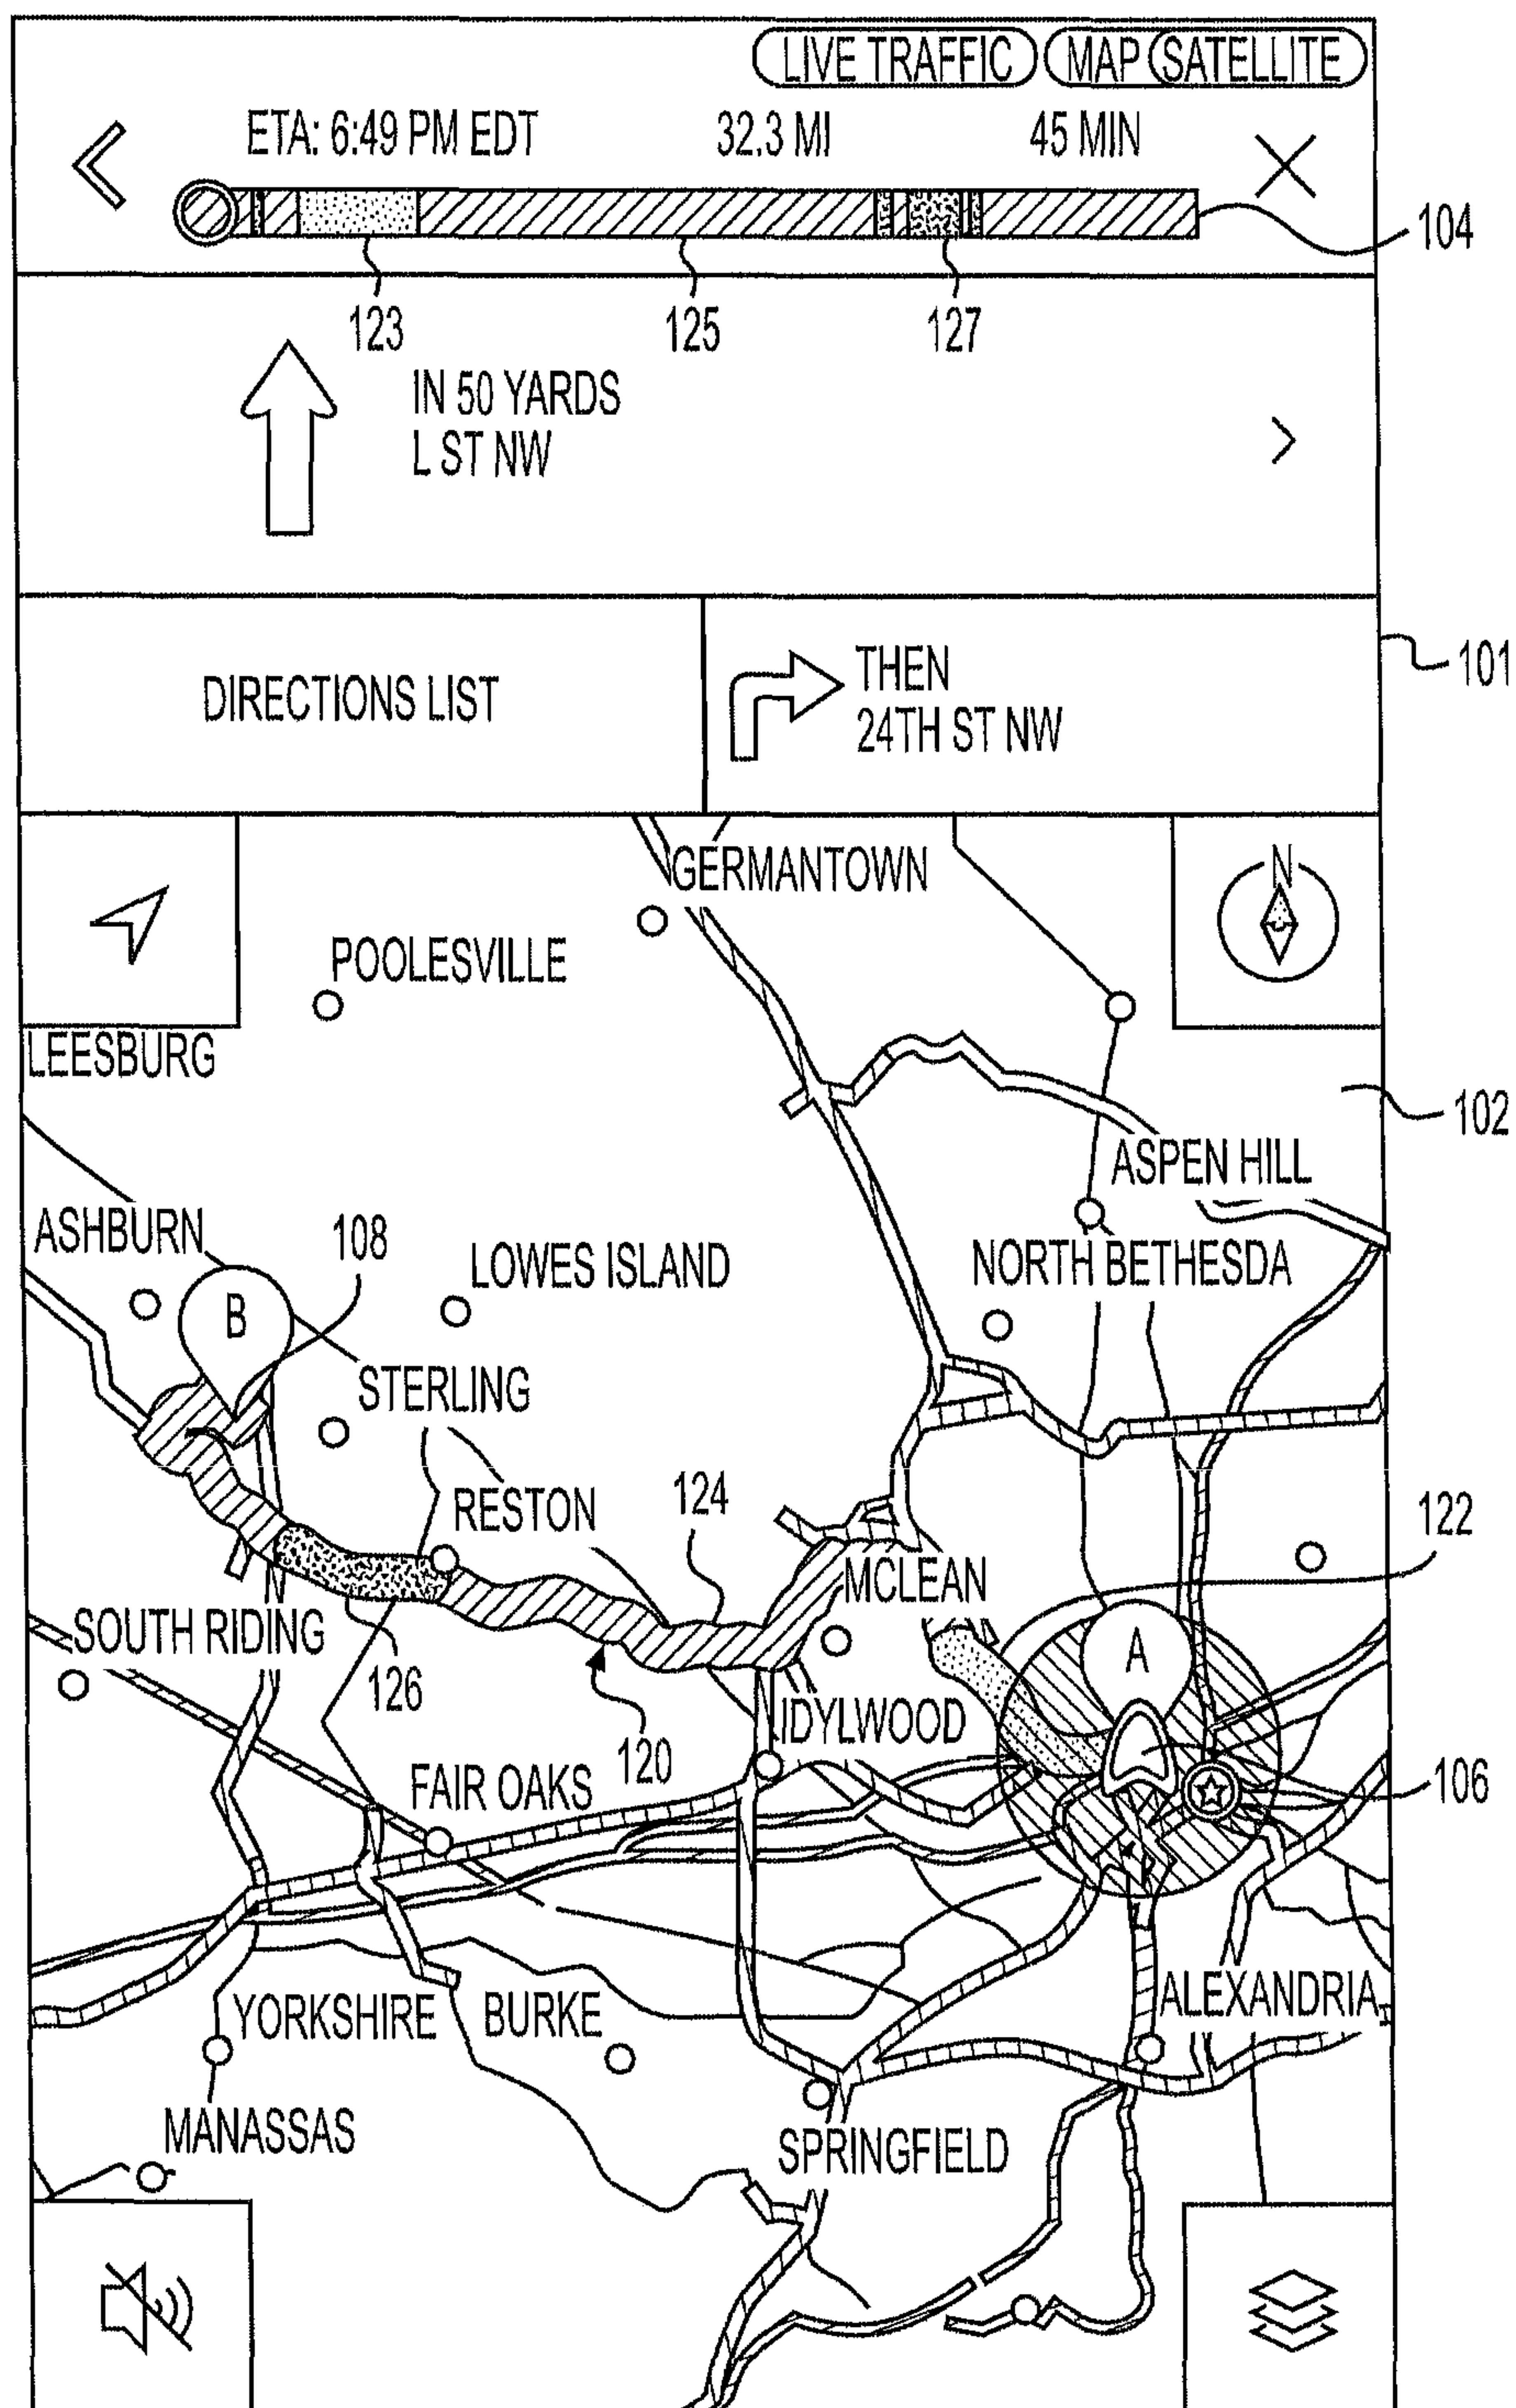 LIVE TRAFFIC MAP SATELLITE
ETA: 6:49 PM EDT 32.3 MI 45 MIN
104
123 125 127
IN 50 YARDS
L ST NW
101
DIRECTIONS LIST
THEN
24TH ST NW
GERMANTOWN
N
POOLESVILLE
LEESBURG
102
ASPEN HILL
ASHBURN
108
LOWES ISLAND
NORTH BETHESDA
B
STERLING
RESTON
124
122
MCLEAN
SOUTH RIDING
A
126
IDYLWOOD
120
FAIR OAKS
106
ALEXANDRIA
YORKSHIRE
BURKE
MANASSAS
SPRINGFIELD